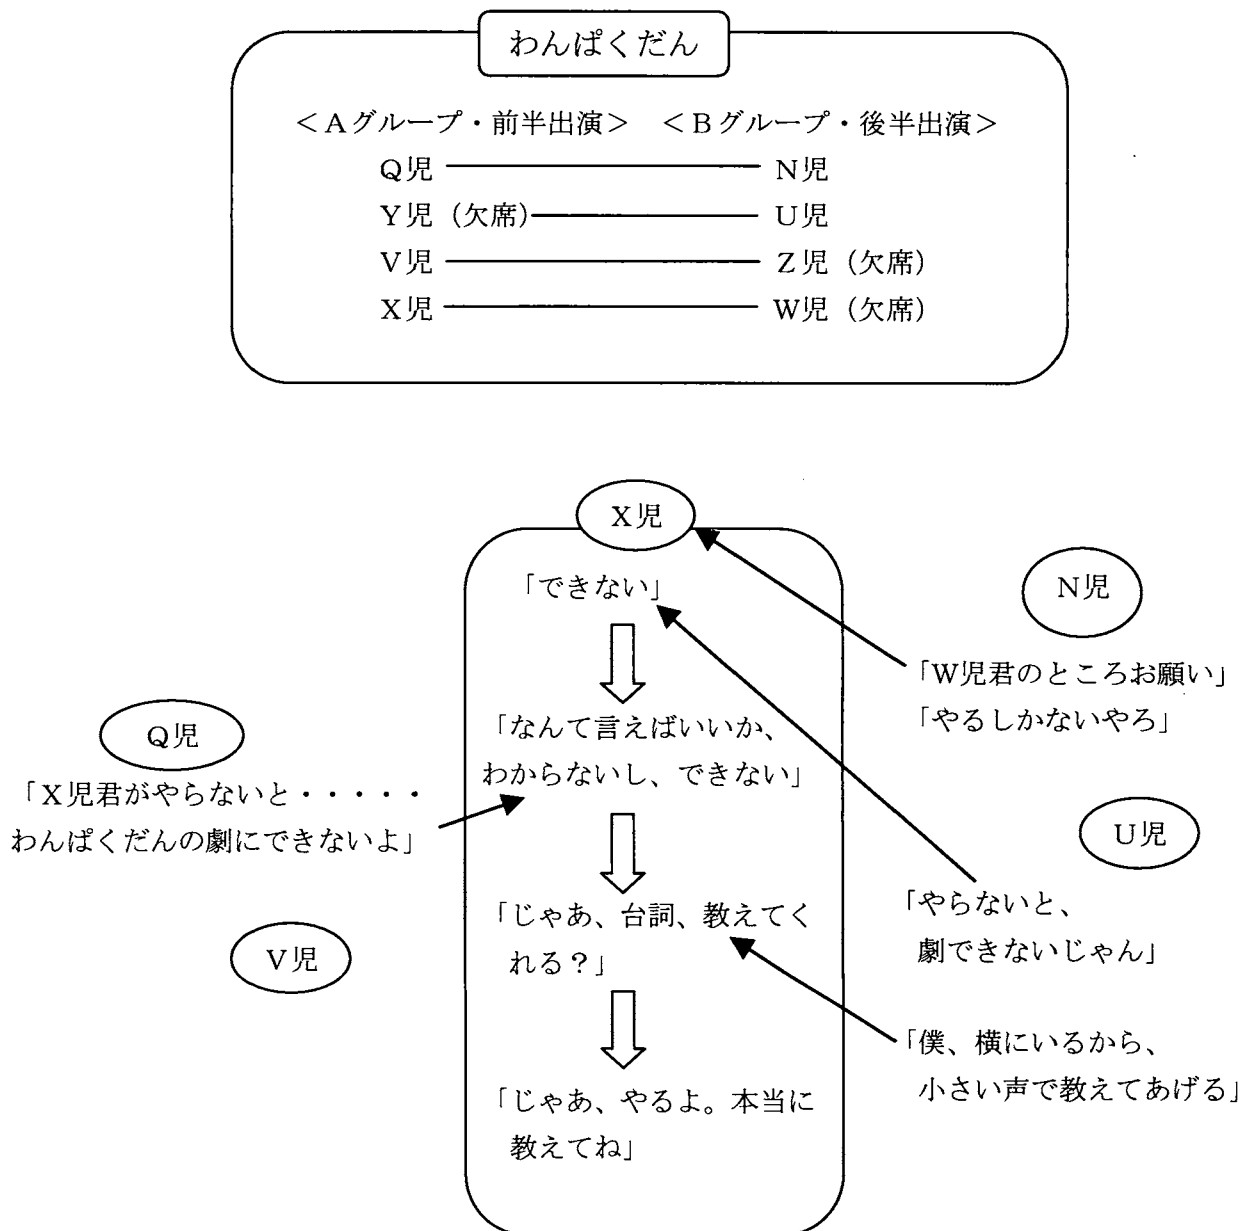 わんぱくだん
<Aグループ・前半出演> <Bグループ・後半出演>
Q児 N児
Y児（欠席） U児
V児 Z児（欠席）
X児 W児（欠席）
X児
「できない」
「なんて言えばいいか、
わからないし、できない」
「じゃあ、台詞、教えてく
れる？」
「じゃあ、やるよ。本当に
教えてね」
Q児
「X児君がやらないと・・・・・
わんぱくだんの劇にできないよ」
V児
N児
「W児君のところお願い」
「やるしかないやろ」
U児
「やらないと、
劇できないじゃん」
「僕、横にいるから、
小さい声で教えてあげる」